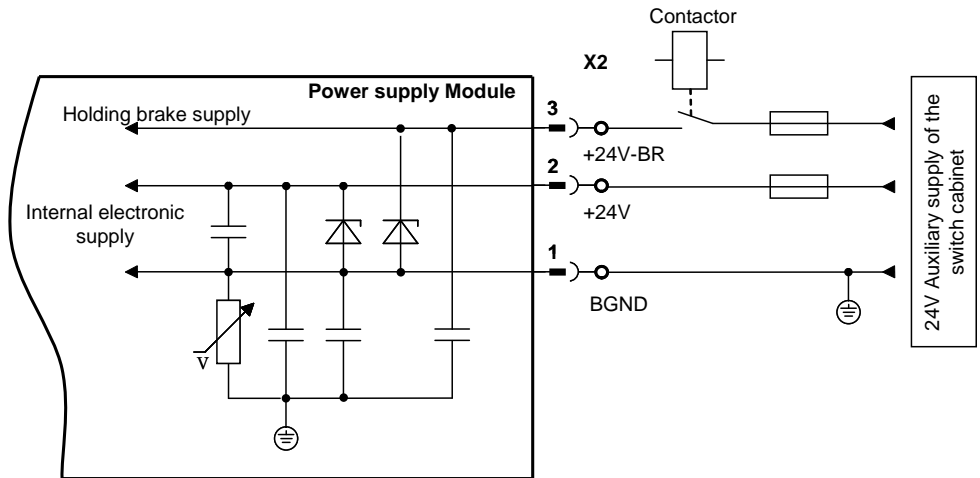 Contactor
X2
Power supply Module
Holding brake supply
3
+24V-BR
2
+24V
Internal electronic
supply
1
BGND
V
24V Auxiliary supply of the
switch cabinet